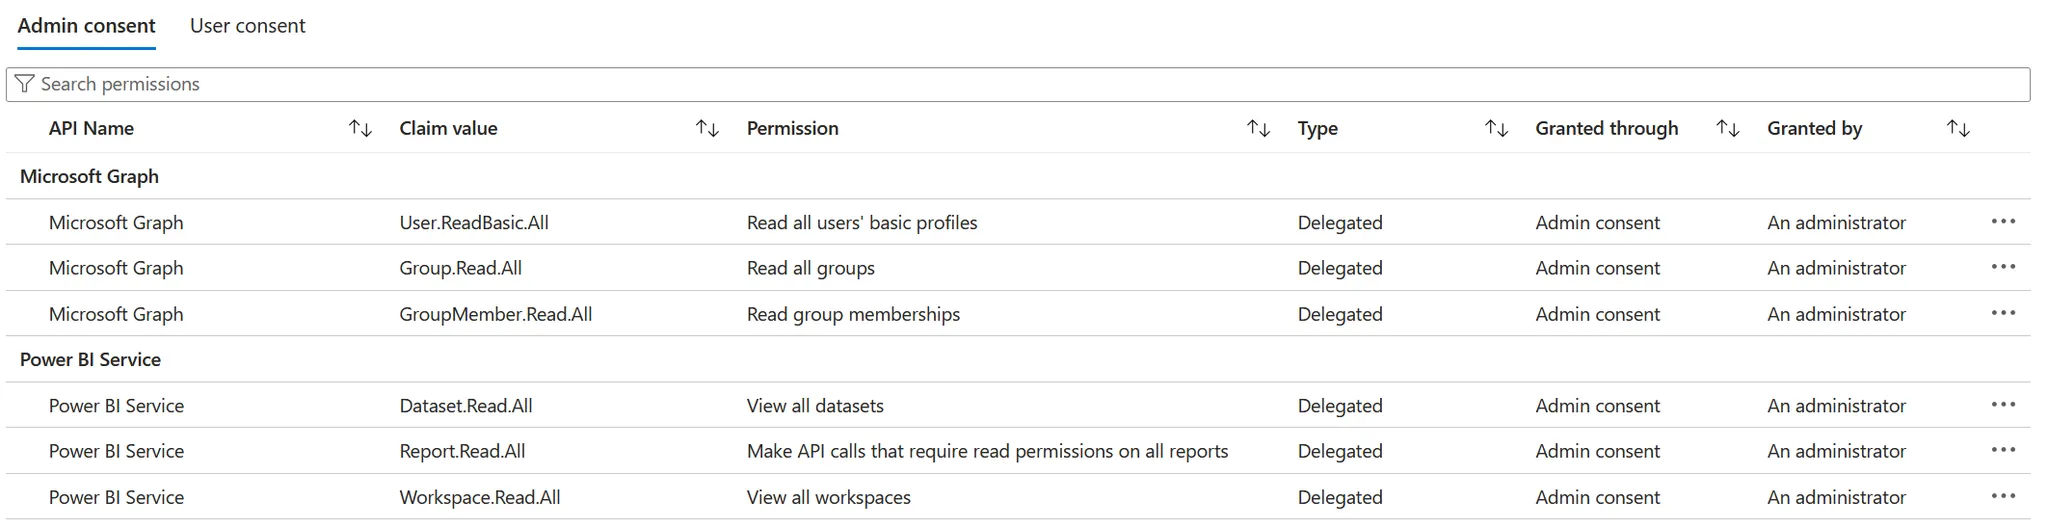 Admin consent User consent
Search permissions
API Name Claim value Permission Type Granted through Granted by
Microsoft Graph
Microsoft Graph User.ReadBasic.All Read all users' basic profiles Delegated Admin consent An administrator
Microsoft Graph Group.Read.All Read all groups Delegated Admin consent An administrator
Microsoft Graph GroupMember.Read.All Read group memberships Delegated Admin consent An administrator
Power BI Service
Power BI Service Dataset.Read.All View all datasets Delegated Admin consent An administrator
Power BI Service Report.Read.All Make API calls that require read permissions on all reports Delegated Admin consent An administrator
Power BI Service Workspace.Read.All View all workspaces Delegated Admin consent An administrator